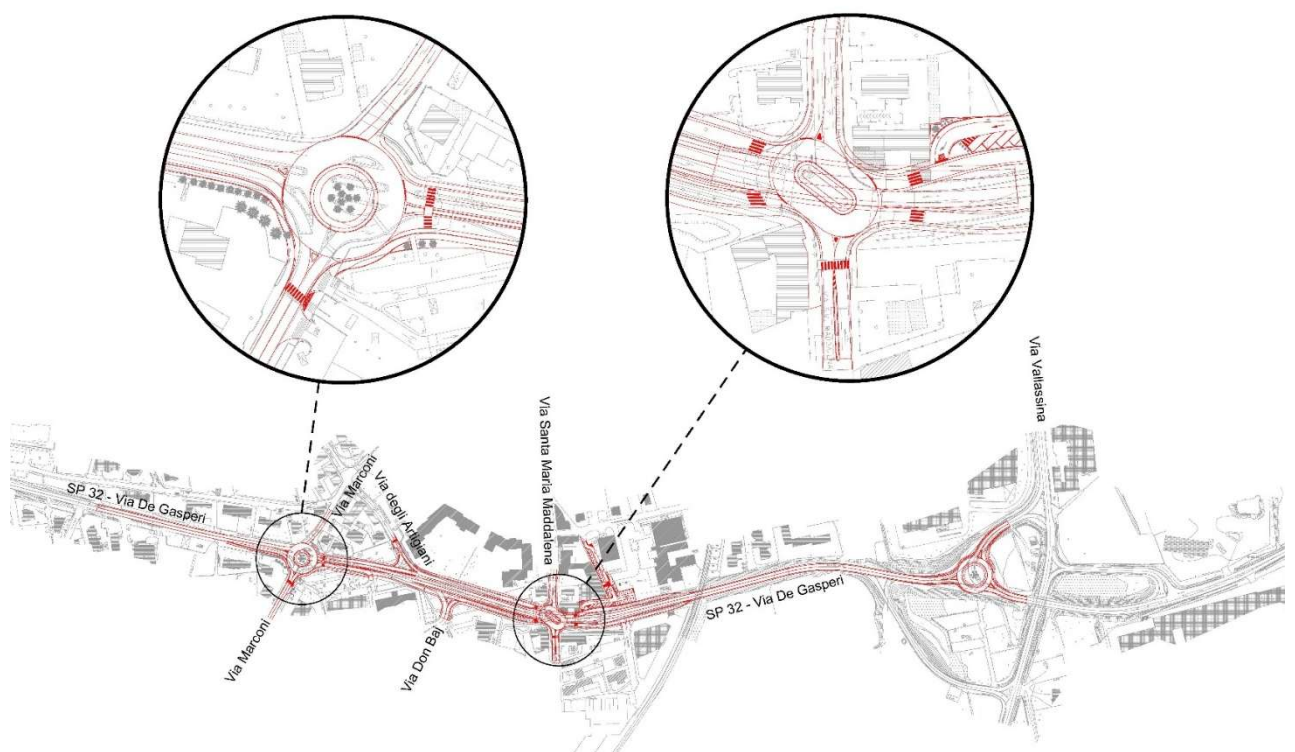 Via Vallassina
Via Santa Maria Maddalena
Via Marconi
Via degli Artigiani
SP 32 - Via De Gasperi
SP 32 - Via De Gasperi
Via Marconi
Via Don Baj